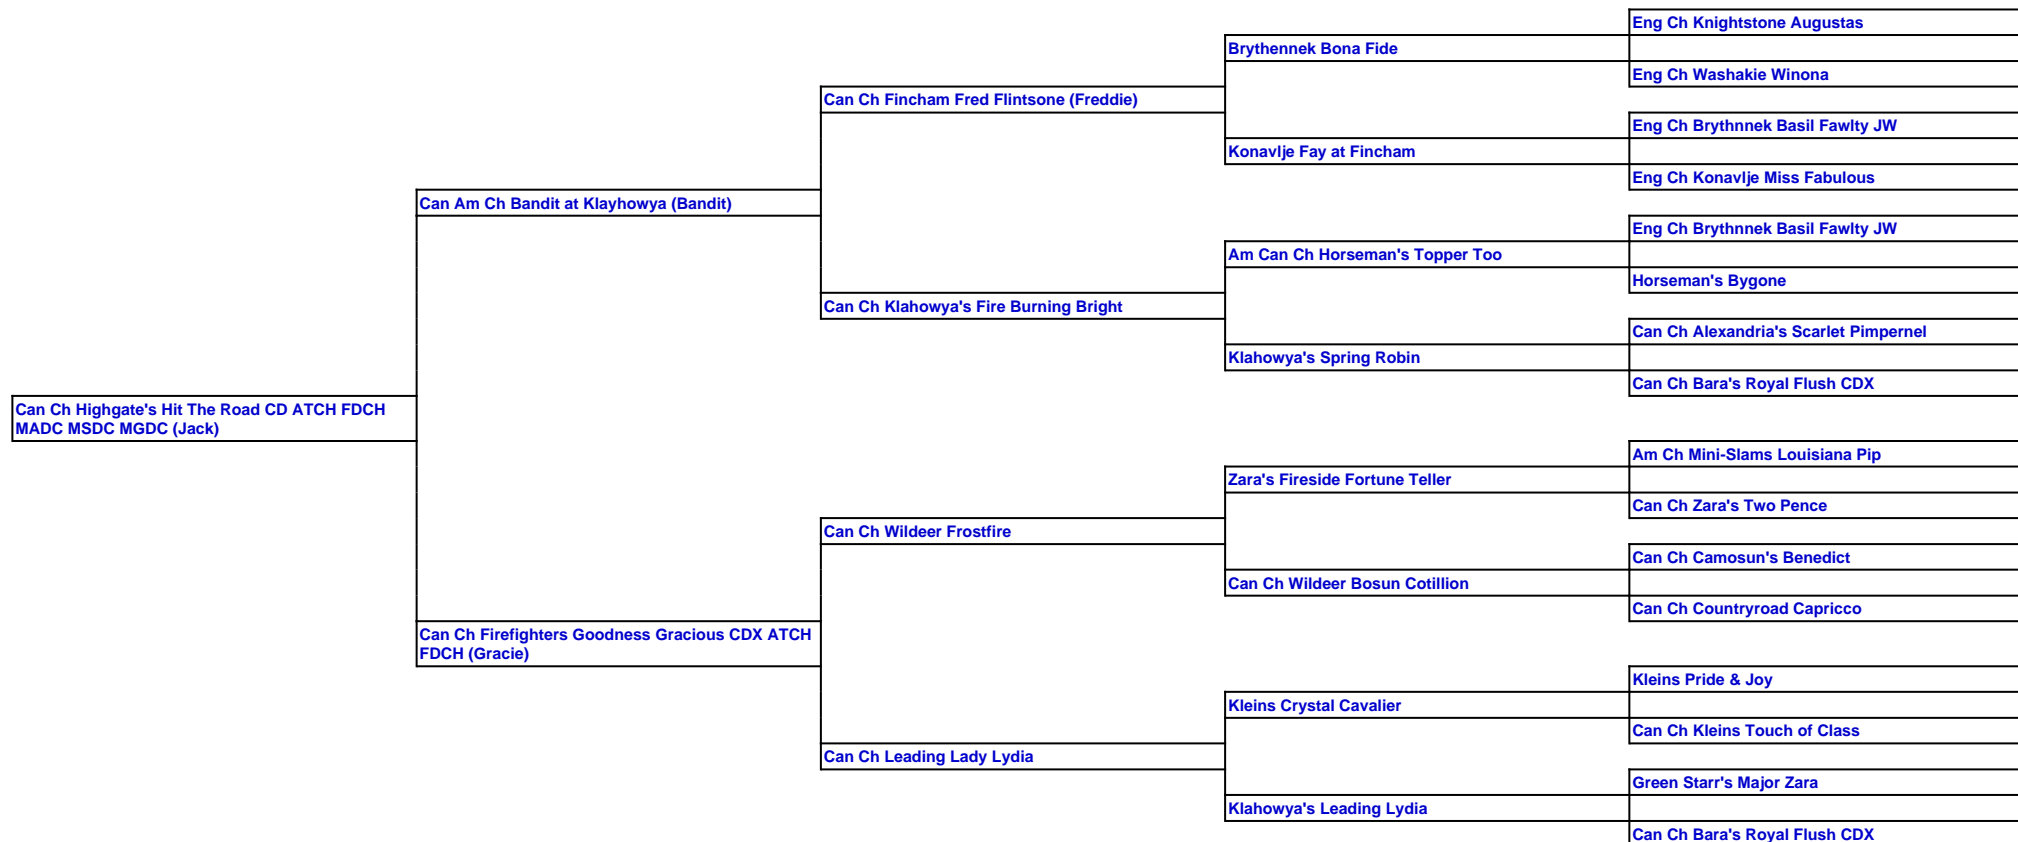 Eng Ch Knightstone Augustas
Brythennek Bona Fide
Eng Ch Washakie Winona
Can Ch Fincham Fred Flintsone (Freddie)
Eng Ch Brythnnek Basil Fawlty JW
Konavlje Fay at Fincham
Eng Ch Konavlje Miss Fabulous
Can Am Ch Bandit at Klayhowya (Bandit)
Eng Ch Brythnnek Basil Fawlty JW
Am Can Ch Horseman's Topper Too
Horseman's Bygone
Can Ch Klahowya's Fire Burning Bright
Can Ch Alexandria's Scarlet Pimpernel
Klahowya's Spring Robin
Can Ch Bara's Royal Flush CDX
Can Ch Highgate's Hit The Road CD ATCH FDCH
MADC MSDC MGDC (Jack)
Am Ch Mini-Slams Louisiana Pip
Zara's Fireside Fortune Teller
Can Ch Zara's Two Pence
Can Ch Wildeer Frostfire
Can Ch Camosun's Benedict
Can Ch Wildeer Bosun Cotillion
Can Ch Countryroad Capricco
Can Ch Firefighters Goodness Gracious CDX ATCH
FDCH (Gracie)
Kleins Pride & Joy
Kleins Crystal Cavalier
Can Ch Kleins Touch of Class
Can Ch Leading Lady Lydia
Green Starr's Major Zara
Klahowya's Leading Lydia
Can Ch Bara's Royal Flush CDX